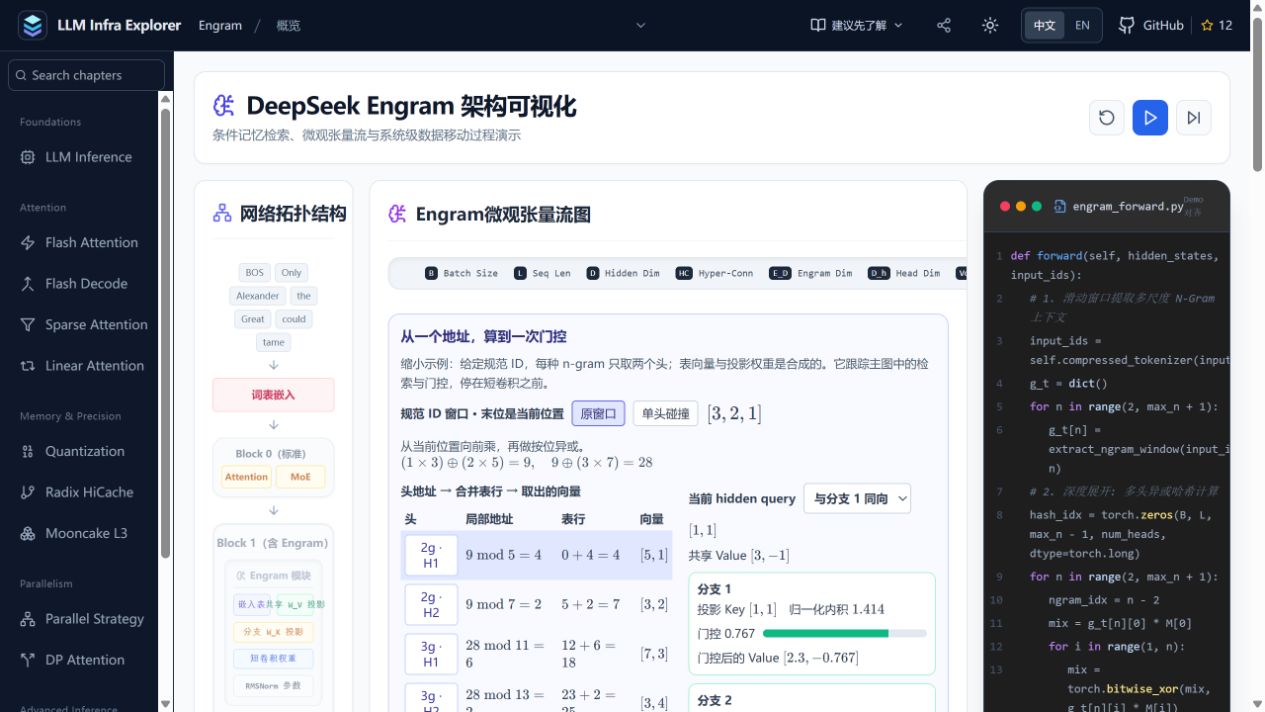 LLM Infra Explorer
Engram / 概览
建议先了解
中文
EN
GitHub
12
Search chapters
Foundations
LLM Inference
Attention
Flash Attention
Flash Decode
Sparse Attention
Linear Attention
Memory & Precision
Quantization
Radix HiCache
Mooncake L3
Parallelism
Parallel Strategy
DP Attention
Advanced Inference
DeepSeek Engram 架构可视化
条件记忆检索、微观张量流与系统级数据移动过程演示
网络拓扑结构
BOS Only
Alexander the
Great could
tame
词表嵌入
Block 0 (标准)
Attention MoE
Block 1 (含 Engram)
Engram 模块
嵌入表 共享 W_V 投影
分支 W_K 投影
短卷积权重
RMSNorm 参数
Engram微观张量流图
B Batch Size L Seq Len D Hidden Dim HC Hyper-Conn E_D Engram Dim D_h Head Dim
从一个地址，算到一次门控
缩小示例：给定规范 ID，每种 n-gram 只取两个头；表向量与投影权重是合成的。它跟踪主图中的检
索与门控，停在短卷积之前。
规范 ID 窗口 · 末位是当前位置 原窗口 单头碰撞 [3, 2, 1]
从当前位置向前乘，再做按位异或。
(1 × 3) ⊕ (2 × 5) = 9, 9 ⊕ (3 × 7) = 28
头地址 → 合并表行 → 取出的向量
头 局部地址 表行 向量
2g · H1 9 mod 5 = 4 0 + 4 = 4 [5, 1]
2g · H2 9 mod 7 = 2 5 + 2 = 7 [3, 2]
3g · H1 28 mod 11 = 6 12 + 6 = 18 [7, 3]
3g · H2 28 mod 13 = 2 23 + 2 = 25 [3, 4]
当前 hidden query 与分支 1 同向
[1, 1]
共享 Value [3, −1]
分支 1
投影 Key [1, 1] 归一化内积 1.414
门控 0.767
门控后的 Value [2.3, −0.767]
分支 2
engram_forward.py
Demo
对齐
1 def forward(self, hidden_states,
input_ids):
2 # 1. 滑动窗口提取多尺度 N-Gram
上下文
3 input_ids =
self.compressed_tokenizer(input
4 g_t = dict()
5 for n in range(2, max_n + 1):
6 g_t[n] =
extract_ngram_window(input_i
n)
7 # 2. 深度展开: 多头异或哈希计算
8 hash_idx = torch.zeros(B, L,
max_n - 1, num_heads,
dtype=torch.long)
9 for n in range(2, max_n + 1):
10 ngram_idx = n - 2
11 mix = g_t[n][0] * M[0]
12 for i in range(1, n):
13 mix =
torch.bitwise_xor(mix,
g_t[n][i] * M[i])